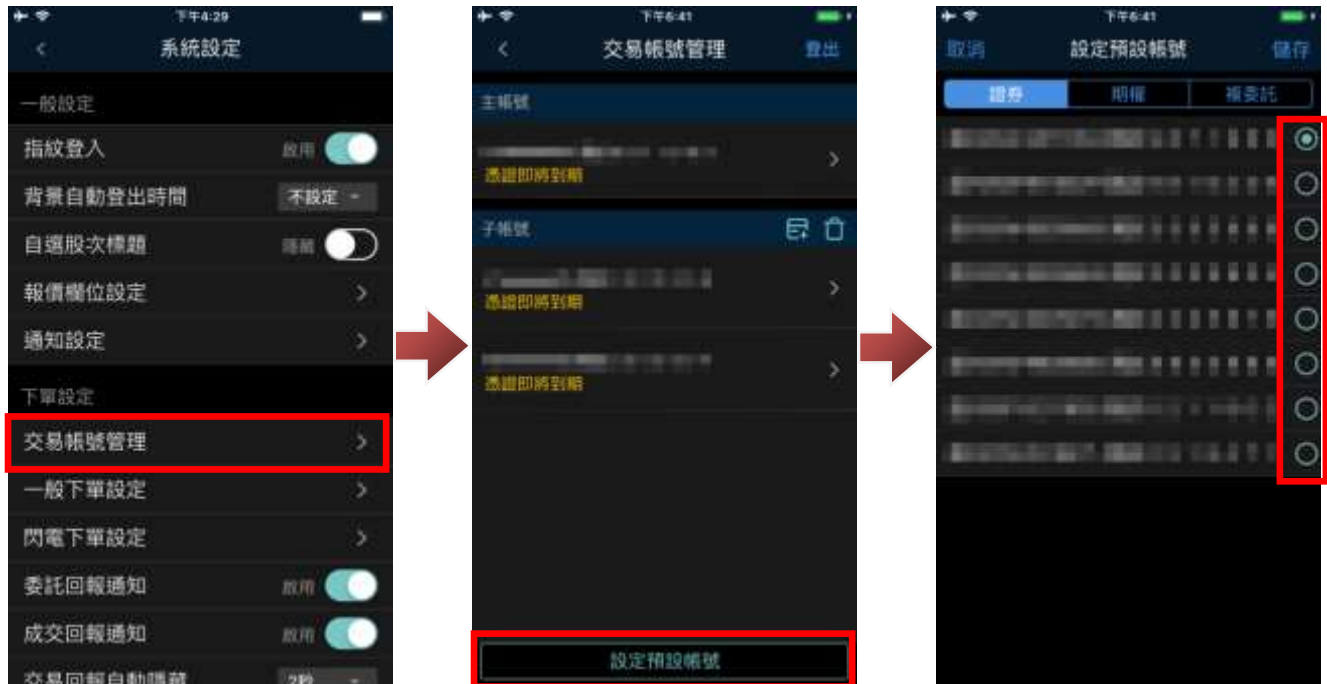 下午4:29
系統設定
一般設定
指紋登入 啟用
背景自動登出時間 不設定
自選股次標題 隱藏
報價欄位設定
通知設定
下單設定
交易帳號管理
一般下單設定
閃電下單設定
委託回報通知 啟用
成交回報通知 啟用
交易回報自動隱藏 2秒
下午6:41
交易帳號管理 登出
主帳號
憑證即將到期
子帳號
憑證即將到期
憑證即將到期
設定預設帳號
下午6:41
取消 設定預設帳號 儲存
證券 期權 複委託